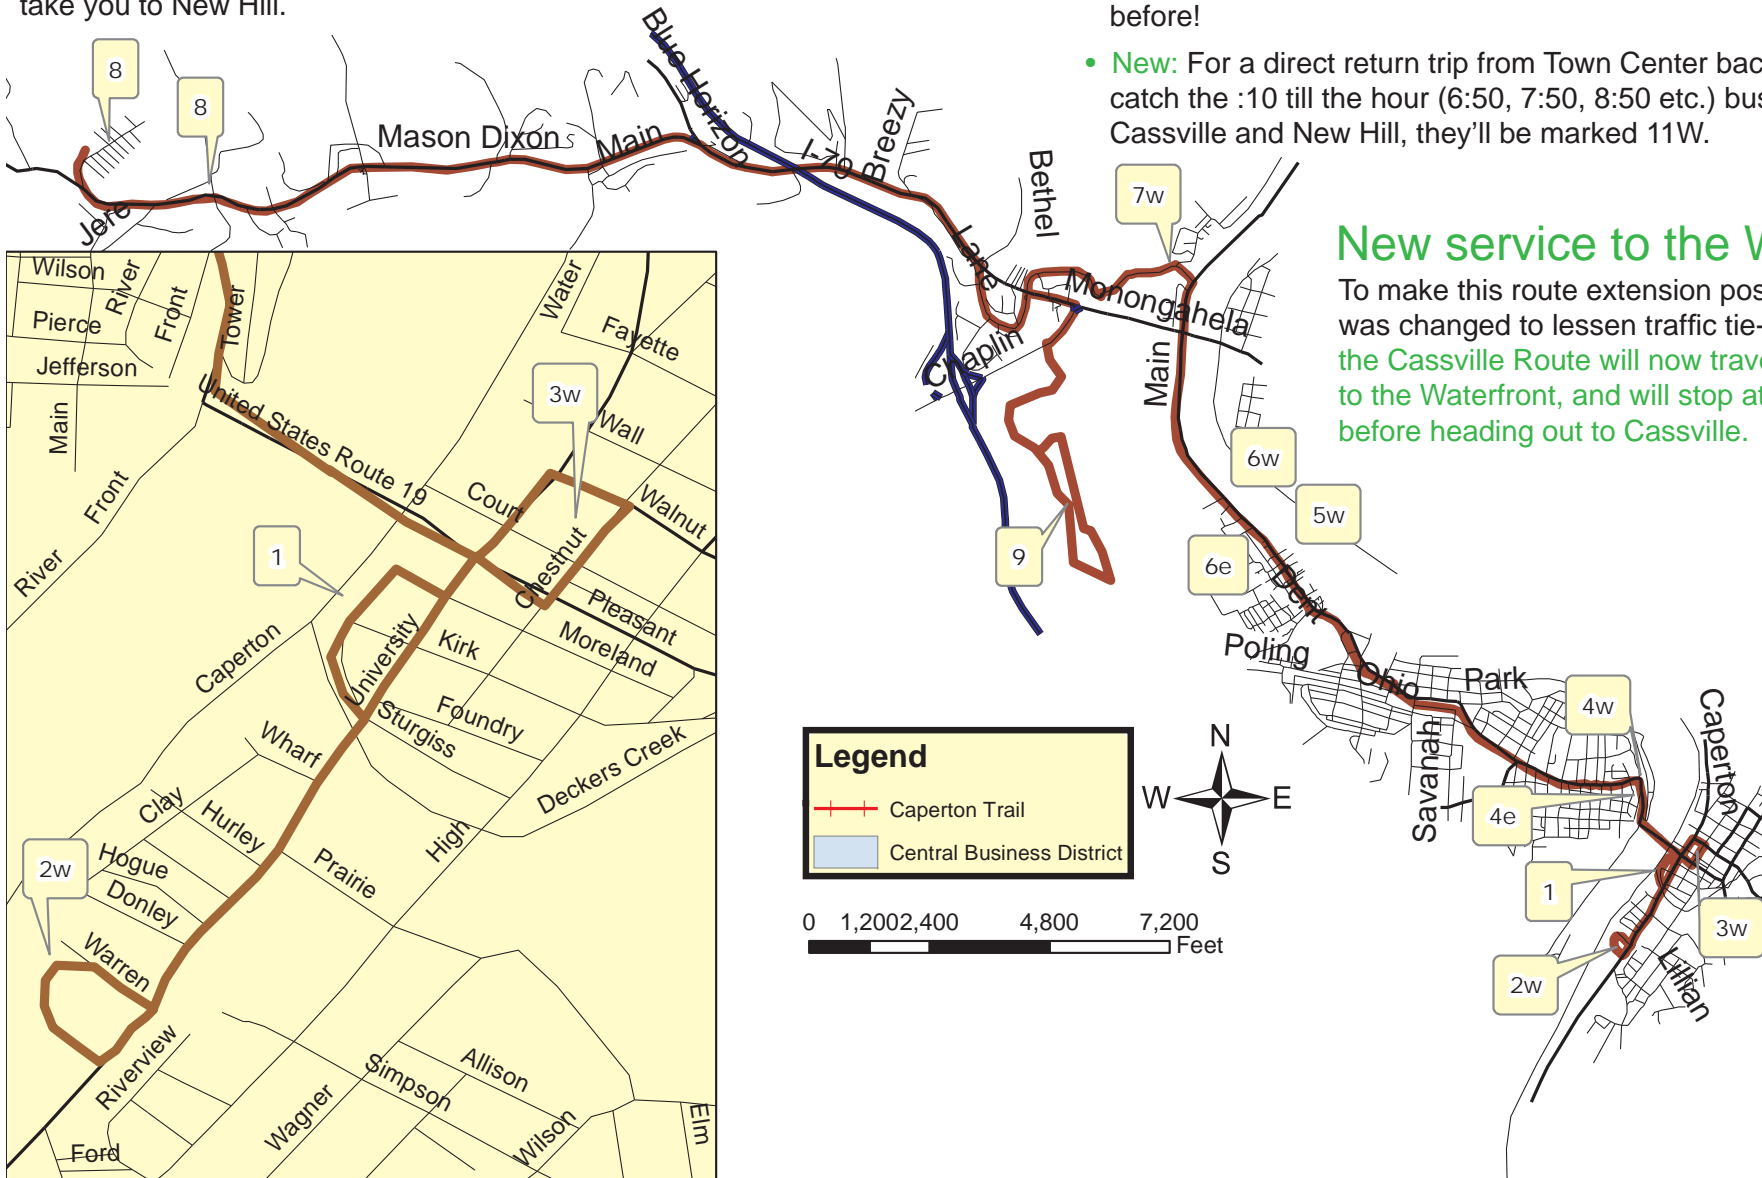 take you to New Hill.
before!
• New: For a direct return trip from Town Center bac
catch the :10 till the hour (6:50, 7:50, 8:50 etc.) bus
Cassville and New Hill, they'll be marked 11W.
New service to the W
To make this route extension pos
was changed to lessen traffic tie-
the Cassville Route will now trave
to the Waterfront, and will stop at
before heading out to Cassville.
8
8
Mason Dixon
Main
Blue Horizon
I-79
Breezy
Bethel
7w
Jere
Lane
Monongahela
Chaplin
Main
6w
5w
6e
9
Dent
Poling
Ohio
Park
4w
Savanah
Caperton
4e
1
3w
2w
Lillian
Wilson
River
Front
Tower
Pierce
Jefferson
Main
Water
Fayette
3w
United States Route 19
Wall
Walnut
Court
Chestnut
Front
River
1
Pleasant
Moreland
Kirk
University
Caperton
Foundry
Sturgiss
Deckers Creek
Wharf
Clay
Hurley
High
2w
Hogue
Prairie
Donley
Warren
Riverview
Allison
Simpson
Wagner
Wilson
Elm
Ford
Legend
Caperton Trail
Central Business District
N
W E
S
0 1,200 2,400 4,800 7,200
Feet